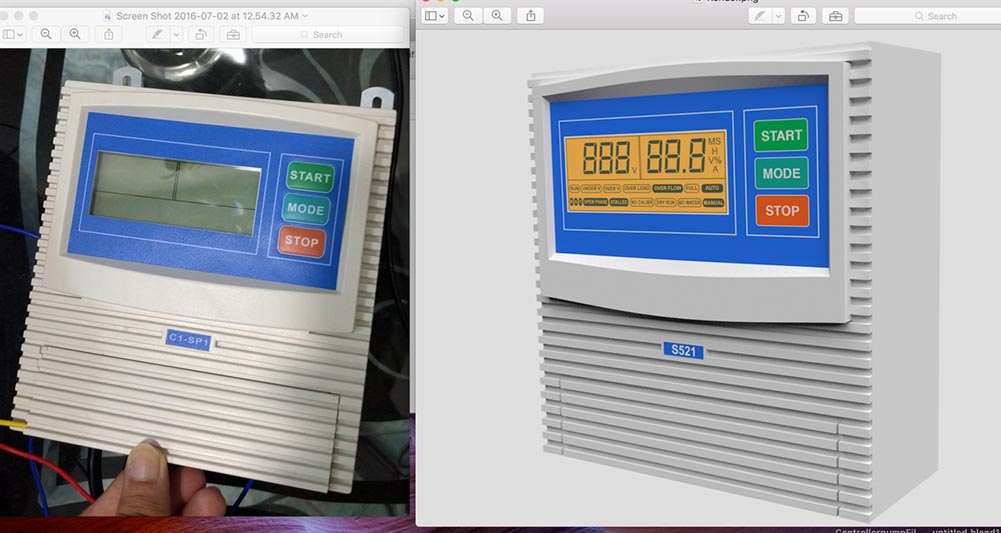 Screen Shot 2016-07-02 at 12.54.32 AM
Search
START
MODE
STOP
C1-SP1
Search
888 V 88.8 MS
H
V%
A
RUN UNDER V OVER V OVER LOAD OVER FLOW FULL AUTO
OPEN PHASE STALLED NO CALIBR DRY RUN NO WATER MANUAL
START
MODE
STOP
S521
untitled.blend1